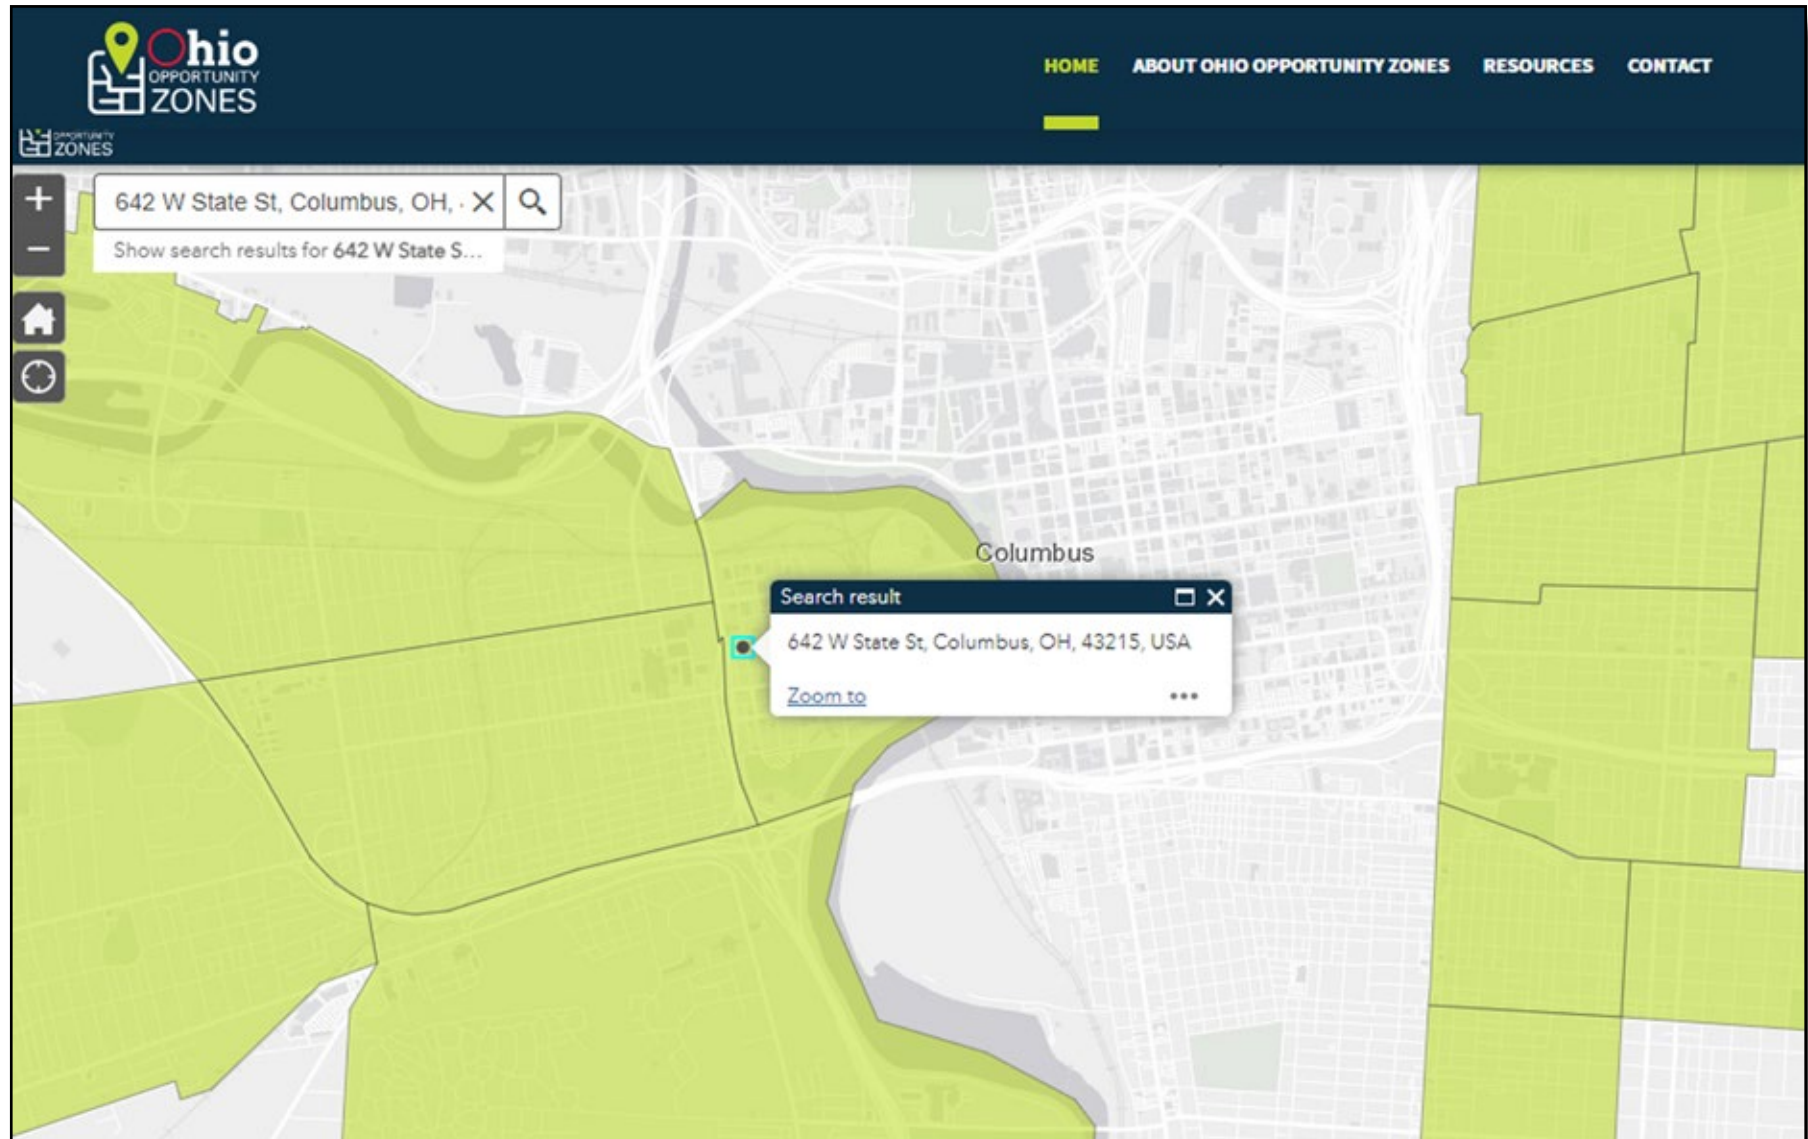 Ohio
OPPORTUNITY
ZONES
HOME ABOUT OHIO OPPORTUNITY ZONES RESOURCES CONTACT
OPPORTUNITY
ZONES
+
642 W State St, Columbus, OH, ×
−
Show search results for 642 W State S...
Columbus
Search result
642 W State St, Columbus, OH, 43215, USA
Zoom to